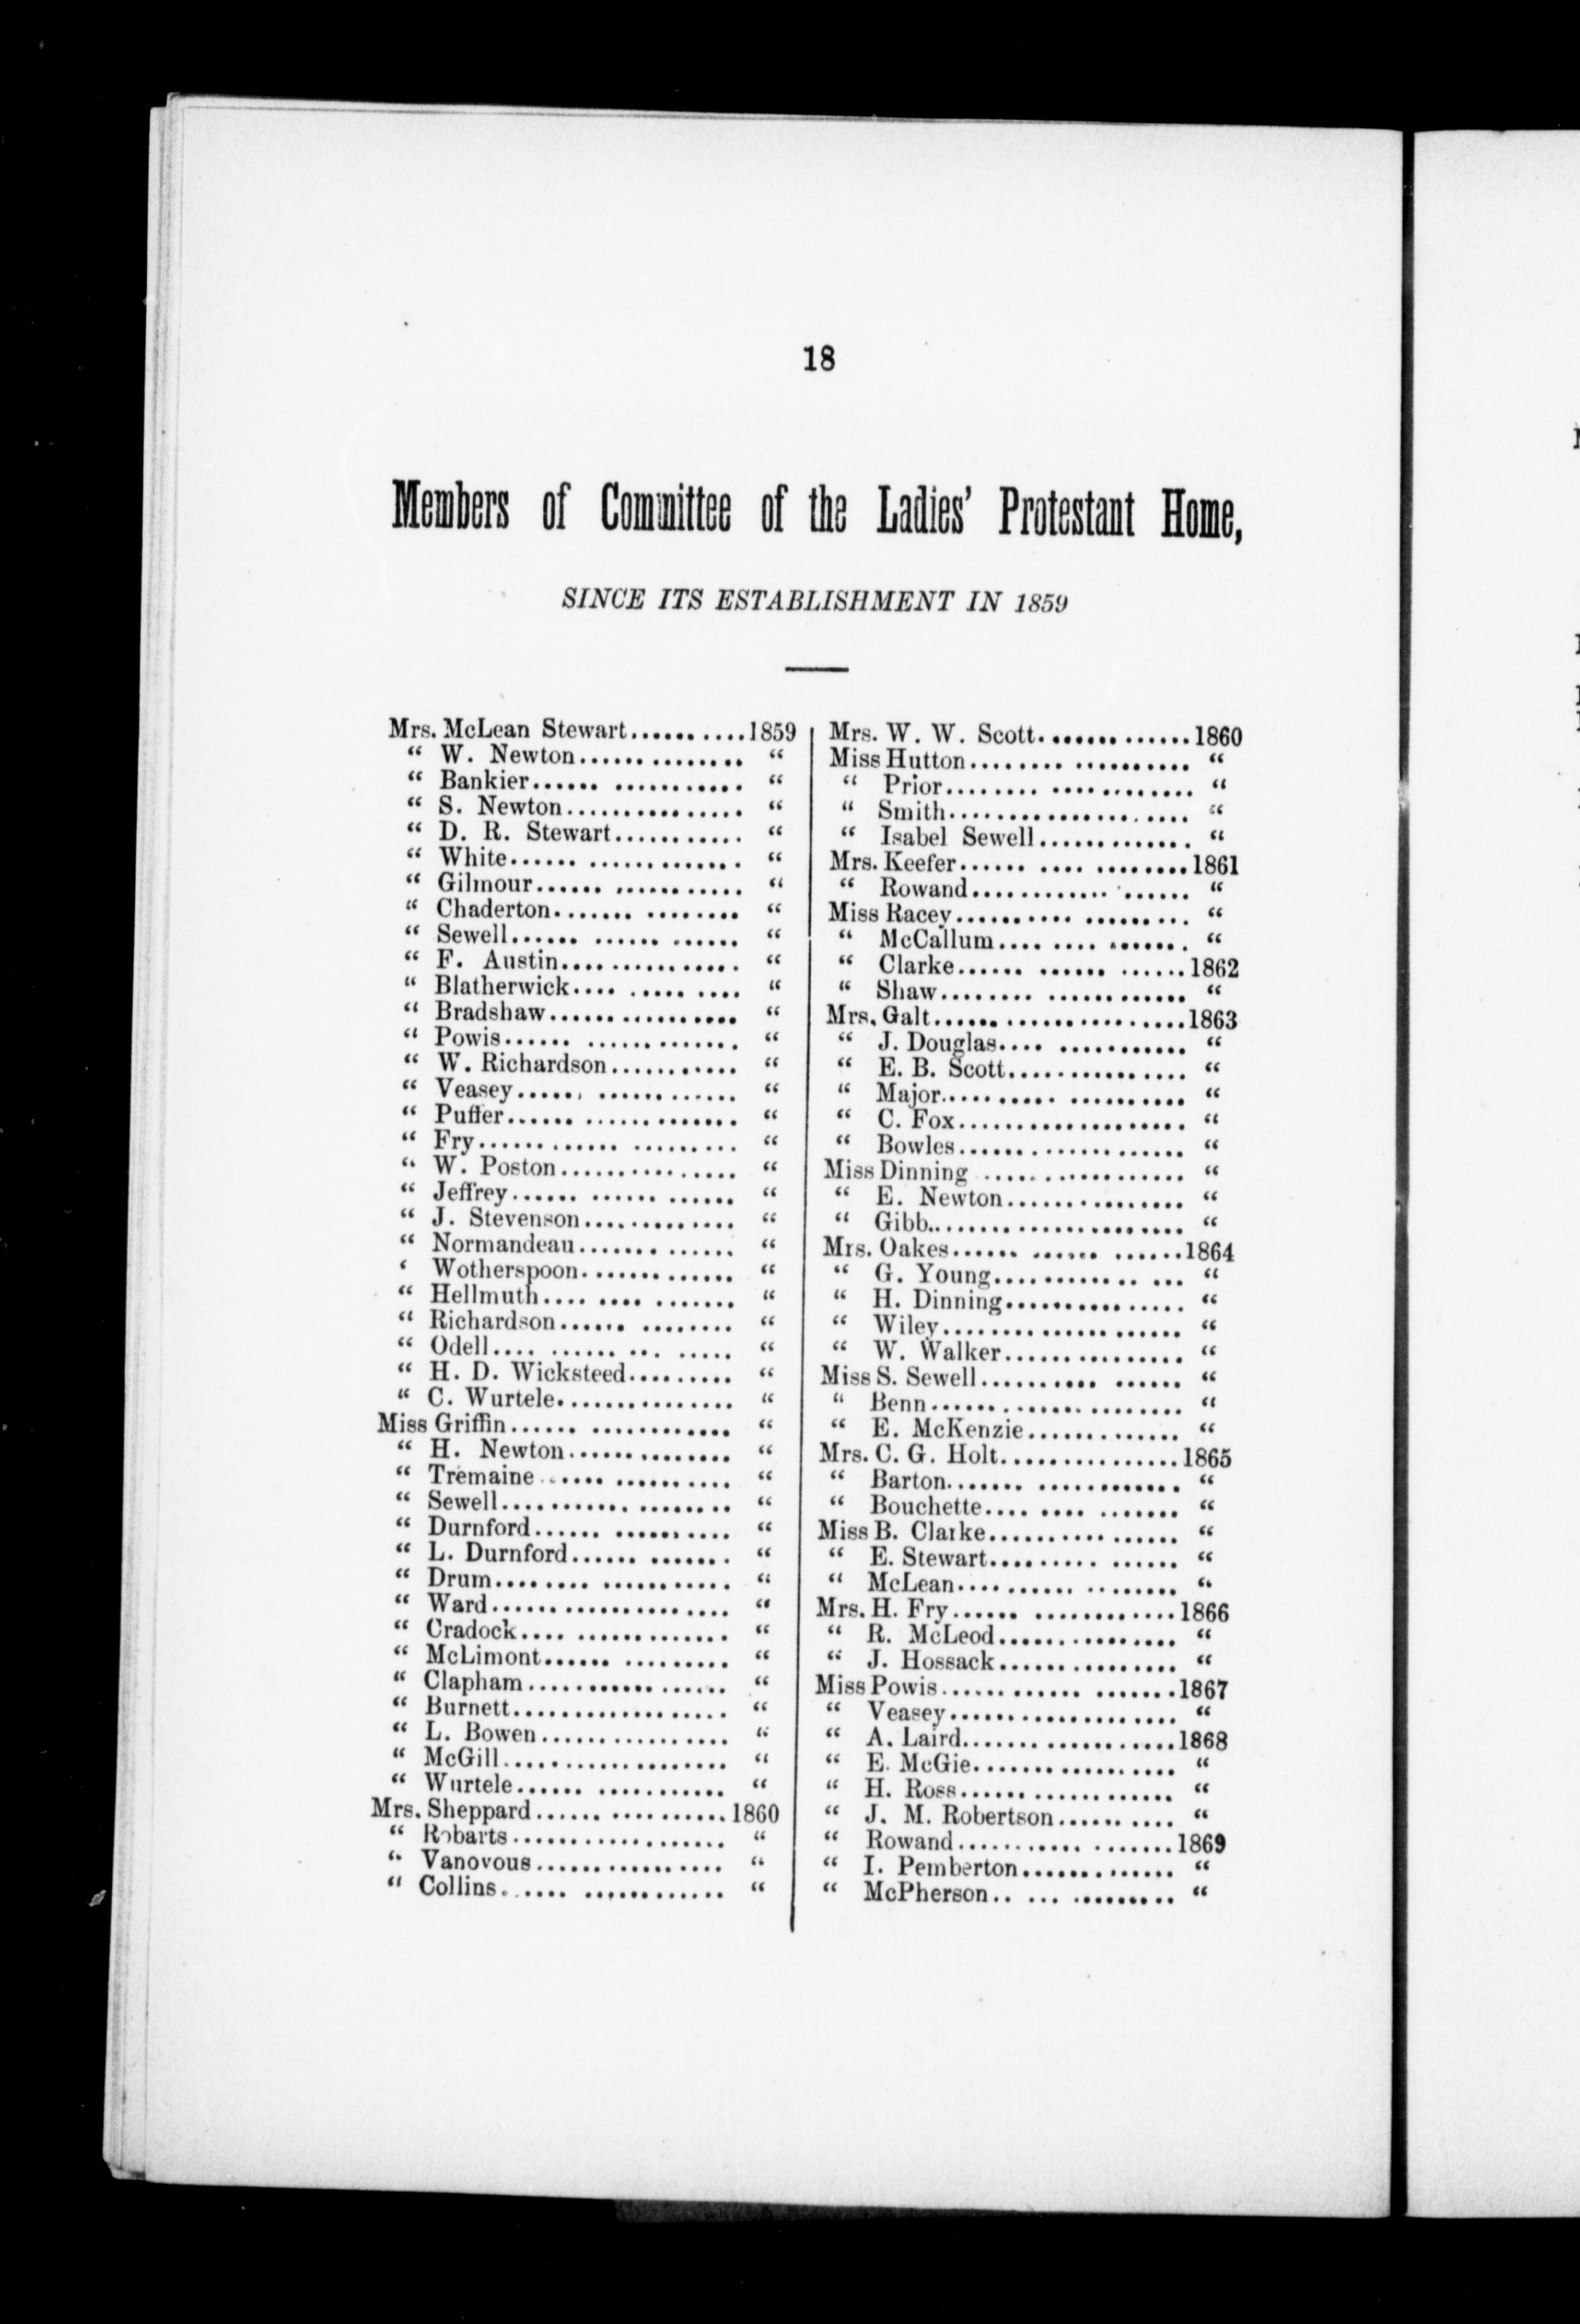 18
Members of Committee of the Ladies' Protestant Home,
SINCE ITS ESTABLISHMENT IN 1859
Mrs. McLean Stewart...........1859
“ W. Newton............... “
“ Bankier................. “
“ S. Newton................ “
“ D. R. Stewart............ “
“ White.................... “
“ Gilmour.................. “
“ Chaderton............... “
“ Sewell.................. “
“ F. Austin................ “
“ Blatherwick............. “
“ Bradshaw................. “
“ Powis................... “
“ W. Richardson........... “
“ Veasey.................. “
“ Puffer................... “
“ Fry..................... “
“ W. Poston................ “
“ Jeffrey.................. “
“ J. Stevenson.............. “
“ Normandeau............. “
‘ Wotherspoon.............. “
“ Hellmuth............... “
“ Richardson.............. “
“ Odell.................. “
“ H. D. Wicksteed......... “
“ C. Wurtele............... “
Miss Griffin.................. “
“ H. Newton............... “
“ Tremaine................ “
“ Sewell................... “
“ Durnford................ “
“ L. Durnford............. “
“ Drum................... “
“ Ward..................... “
“ Cradock................. “
“ McLimont............... “
“ Clapham................. “
“ Burnett................... “
“ L. Bowen................. “
“ McGill.................... “
“ Wurtele................. “
Mrs. Sheppard................1860
“ Robarts................... “
“ Vanovous................. “
“ Collins.................. “
Mrs. W. W. Scott.............1860
Miss Hutton.................. “
“ Prior.................... “
“ Smith..................... “
“ Isabel Sewell............. “
Mrs. Keefer..................1861
“ Rowand.................. “
Miss Racey................... “
“ McCallum............... “
“ Clarke..................1862
“ Shaw.................... “
Mrs. Galt......................1863
“ J. Douglas............... “
“ E. B. Scott................ “
“ Major.................... “
“ C. Fox.................... “
“ Bowles.................... “
Miss Dinning .................. “
“ E. Newton................ “
“ Gibb...................... “
Mrs. Oakes..................1864
“ G. Young............... “
“ H. Dinning................ “
“ Wiley.................... “
“ W. Walker................ “
Miss S. Sewell................ “
“ Benn..................... “
“ E. McKenzie.............. “
Mrs. C. G. Holt................1865
“ Barton................... “
“ Bouchette............... “
Miss B. Clarke................ “
“ E. Stewart............... “
“ McLean.................. “
Mrs. H. Fry..................1866
“ R. McLeod................ “
“ J. Hossack................ “
Miss Powis...................1867
“ Veasey.................... “
“ A. Laird..................1868
“ E. McGie.................. “
“ H. Ross................... “
“ J. M. Robertson.......... “
“ Rowand..................1869
“ I. Pemberton............. “
“ McPherson.............. “